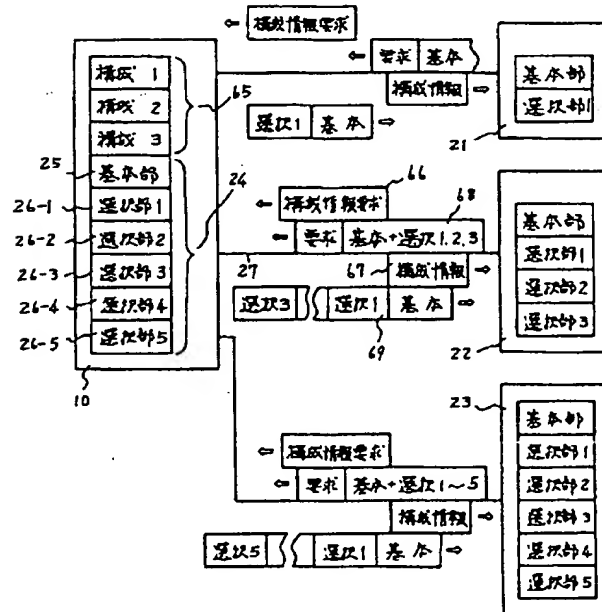 ⇐ 構成情報要求
構成 1
構成 2
構成 3
65
⇐ 要求 基本
構成情報 ⇒
選択1 基本 ⇒
基本部
選択部1
21
25
基本部
26-1
選択部1
26-2
選択部2
26-3
選択部3
26-4
選択部4
26-5
選択部5
24
10
66
⇐ 構成情報要求
68
⇐ 要求 基本+選択1.2.3
27
67
構成情報 ⇒
選択3 選択1 基本 ⇒
69
基本部
選択部1
選択部2
選択部3
22
23
⇐ 構成情報要求
⇐ 要求 基本+選択1~5
構成情報 ⇒
選択5 選択1 基本 ⇒
基本部
選択部1
選択部2
選択部3
選択部4
選択部5